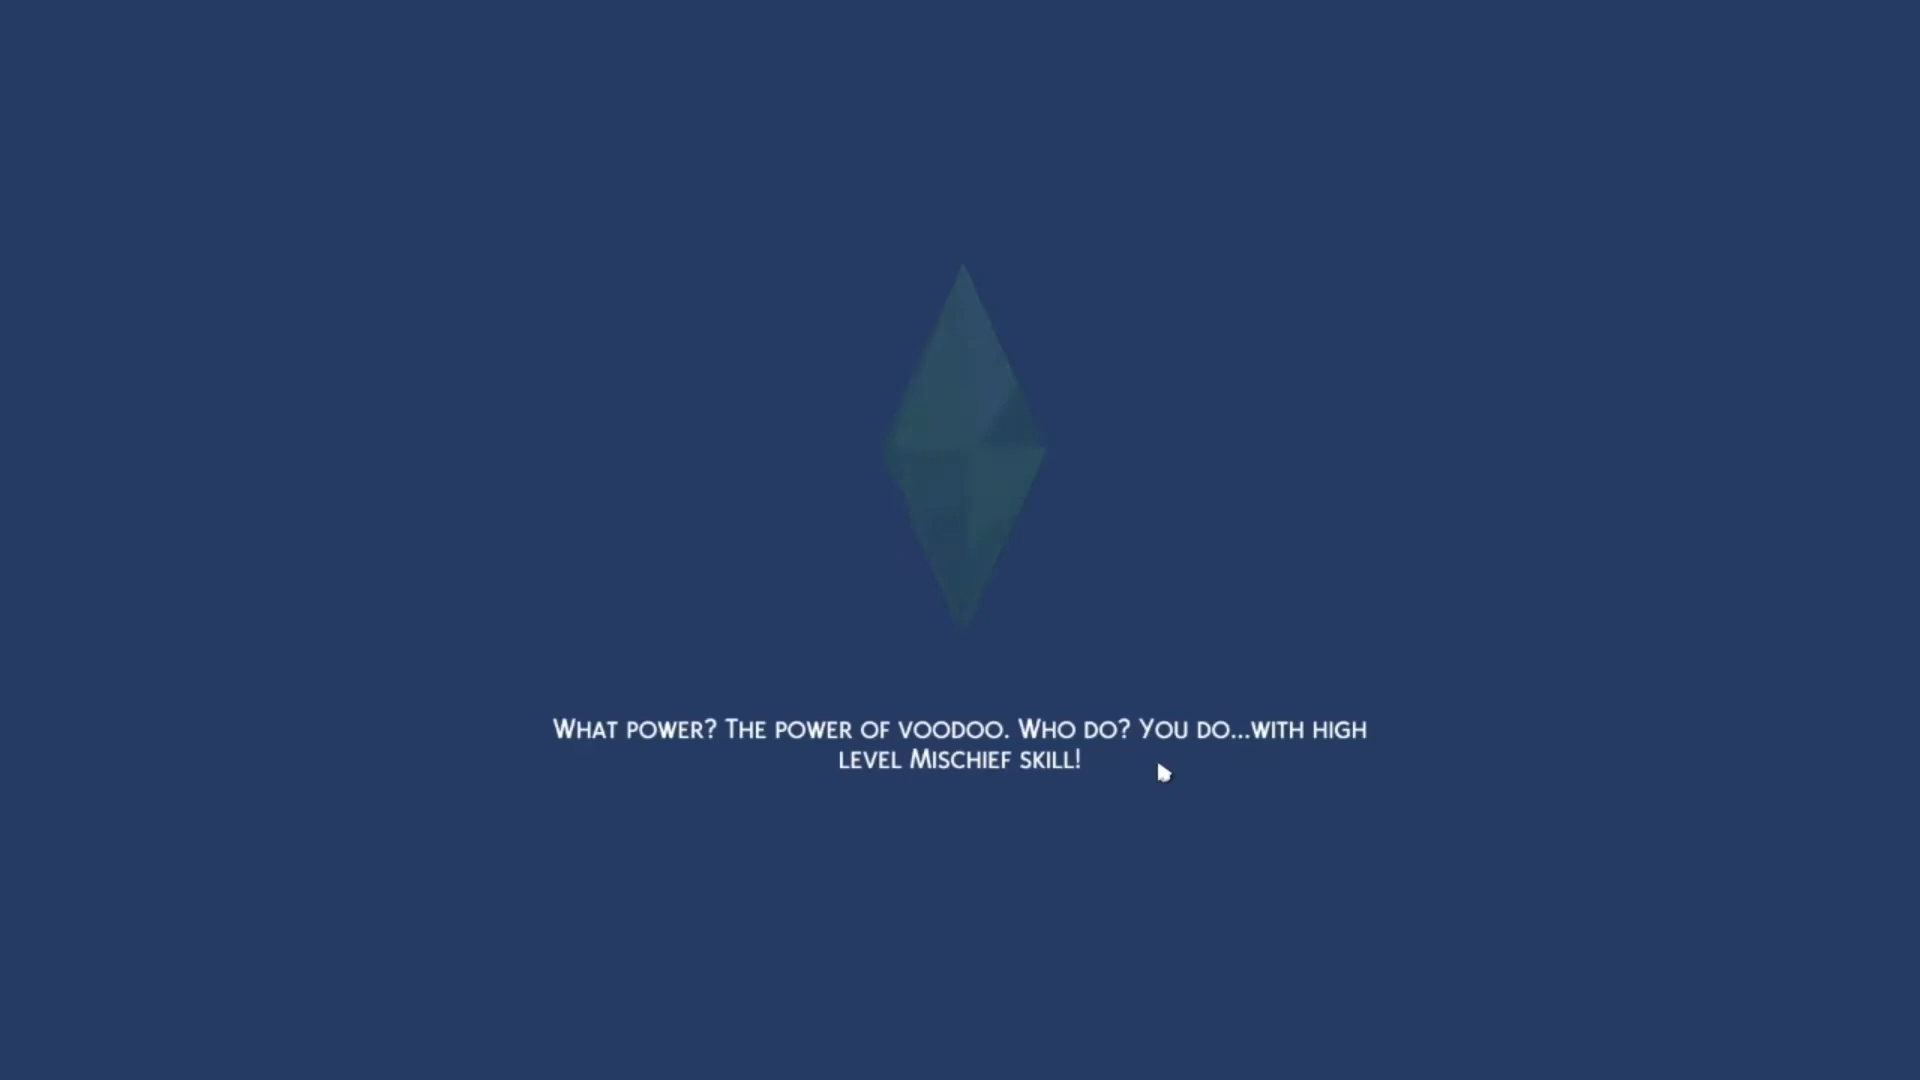 What power? The power of voodoo. Who do? You do...with high
level Mischief skill!